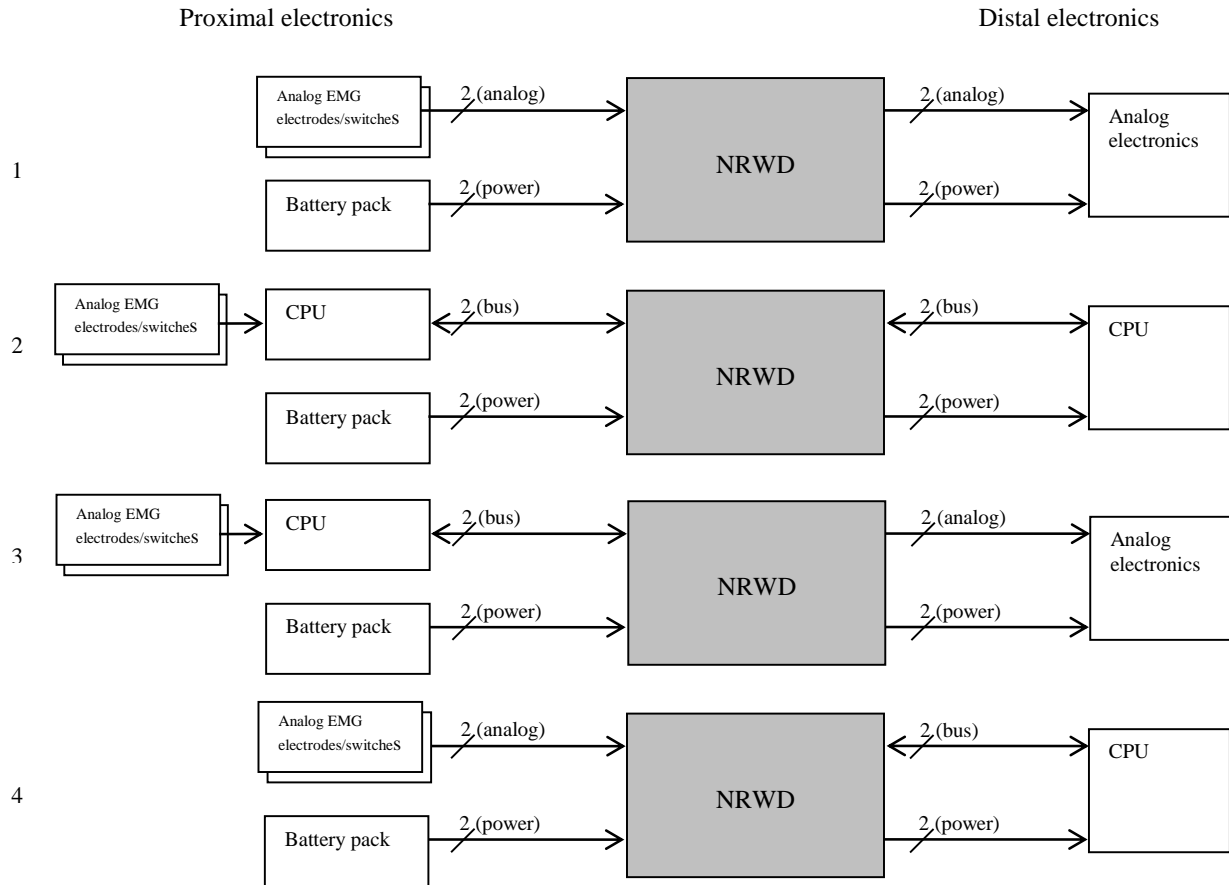 Proximal electronics
Distal electronics
1
Analog EMG
electrodes/switcheS
2 (analog)
Battery pack
2 (power)
NRWD
2 (analog)
2 (power)
Analog
electronics
2
Analog EMG
electrodes/switcheS
CPU
2 (bus)
Battery pack
2 (power)
NRWD
2 (bus)
2 (power)
CPU
3
Analog EMG
electrodes/switcheS
CPU
2 (bus)
Battery pack
2 (power)
NRWD
2 (analog)
2 (power)
Analog
electronics
4
Analog EMG
electrodes/switcheS
2 (analog)
Battery pack
2 (power)
NRWD
2 (bus)
2 (power)
CPU